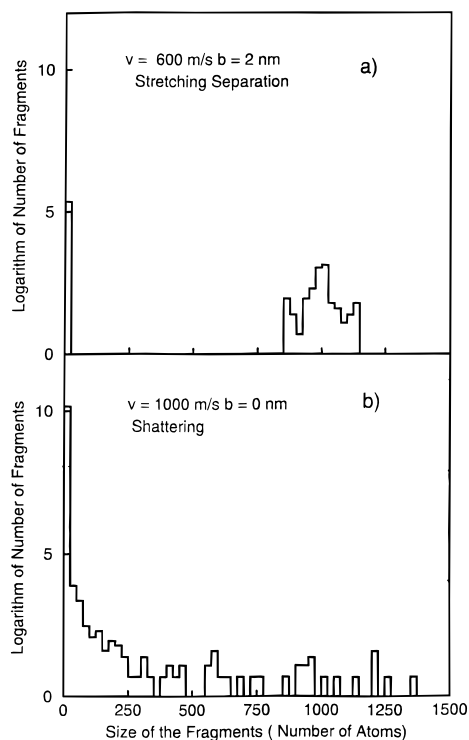 v = 600 m/s b = 2 nm
a)
Stretching Separation
Logarithm of Number of Fragments
10
5
0
v = 1000 m/s b = 0 nm
b)
Shattering
Logarithm of Number of Fragments
10
5
0
0 250 500 750 1000 1250 1500
Size of the Fragments ( Number of Atoms)